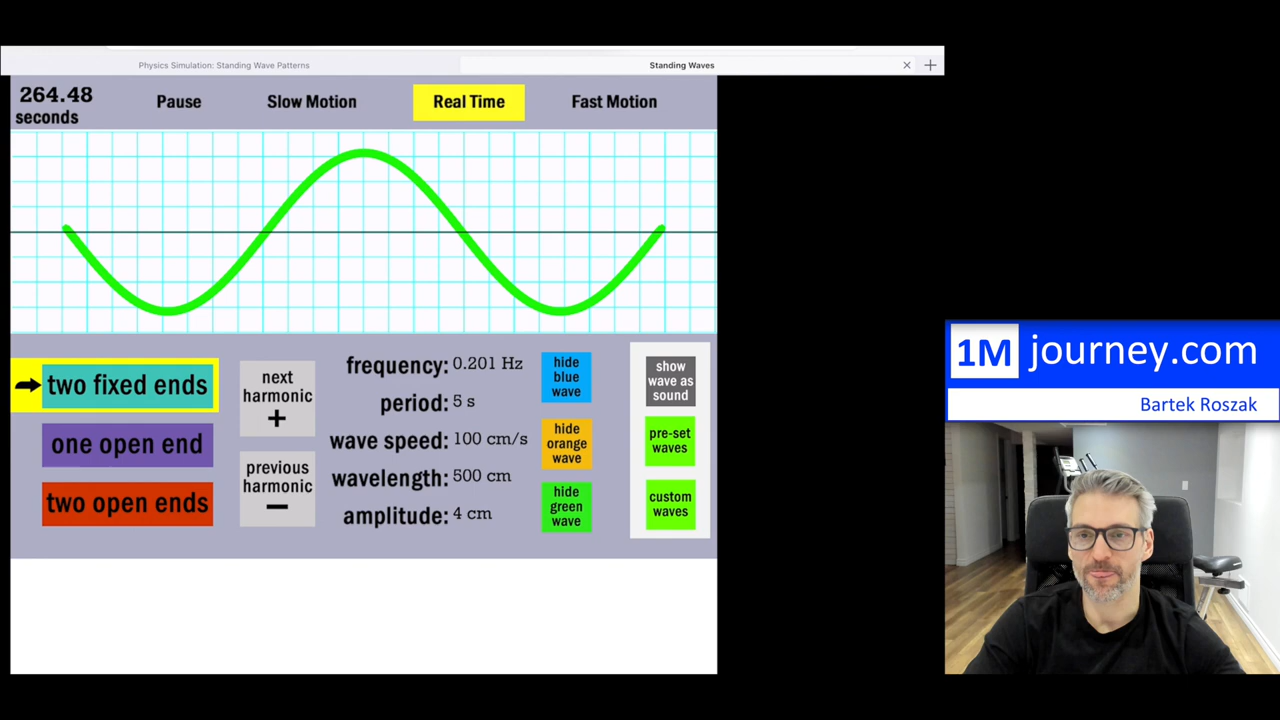 Physics Simulation: Standing Wave Patterns
Standing Waves
264.48
seconds
Pause
Slow Motion
Real Time
Fast Motion
two fixed ends
one open end
two open ends
next
harmonic
+
previous
harmonic
−
frequency: 0.201 Hz
period: 5 s
wave speed: 100 cm/s
wavelength: 500 cm
amplitude: 4 cm
hide
blue
wave
hide
orange
wave
hide
green
wave
show
wave as
sound
pre-set
waves
custom
waves
1M journey.com
Bartek Roszak